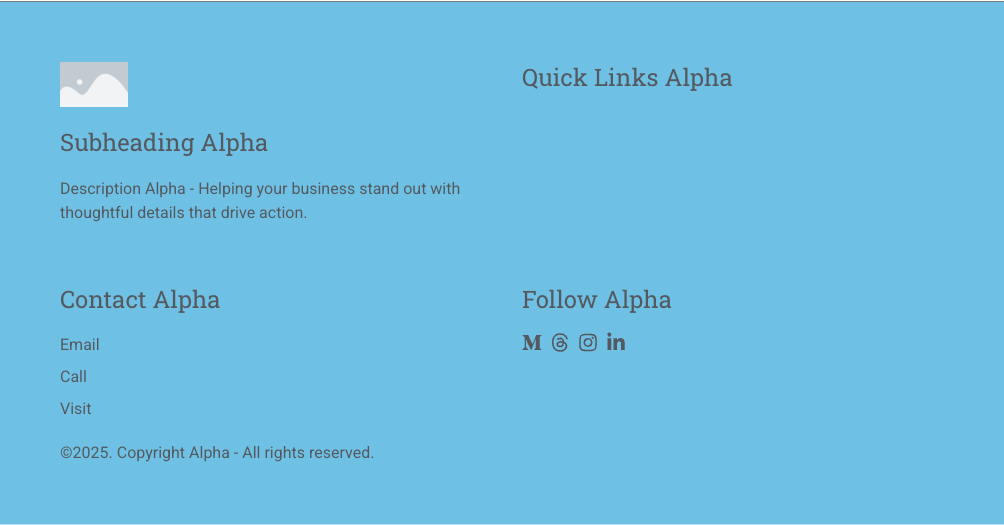 Quick Links Alpha
Subheading Alpha
Description Alpha - Helping your business stand out with
thoughtful details that drive action.
Contact Alpha
Email
Call
Visit
Follow Alpha
©2025. Copyright Alpha - All rights reserved.